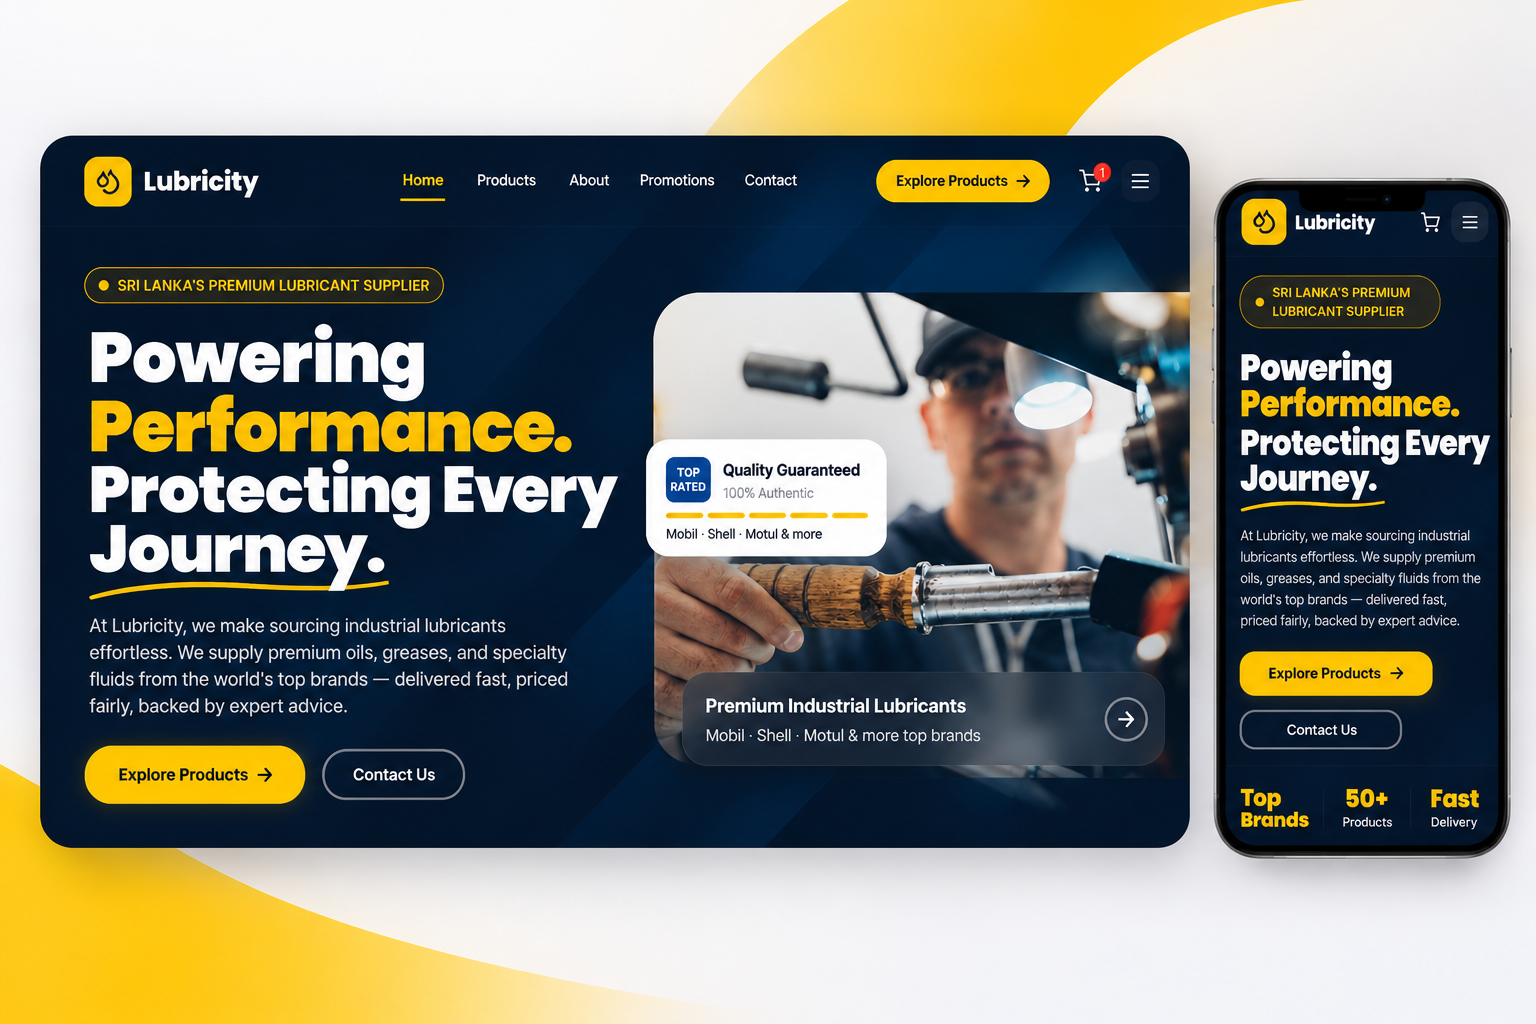 Lubricity
Home
Products
About
Promotions
Contact
Explore Products →
1
SRI LANKA'S PREMIUM LUBRICANT SUPPLIER
Powering
Performance.
Protecting Every
Journey.
At Lubricity, we make sourcing industrial lubricants
effortless. We supply premium oils, greases, and specialty
fluids from the world's top brands — delivered fast, priced
fairly, backed by expert advice.
Explore Products →
Contact Us
TOP
RATED
Quality Guaranteed
100% Authentic
Mobil · Shell · Motul & more
Premium Industrial Lubricants
Mobil · Shell · Motul & more top brands
Lubricity
SRI LANKA'S PREMIUM
LUBRICANT SUPPLIER
Powering
Performance.
Protecting Every
Journey.
At Lubricity, we make sourcing industrial
lubricants effortless. We supply premium
oils, greases, and specialty fluids from the
world's top brands — delivered fast,
priced fairly, backed by expert advice.
Explore Products →
Contact Us
Top
Brands
50+
Products
Fast
Delivery